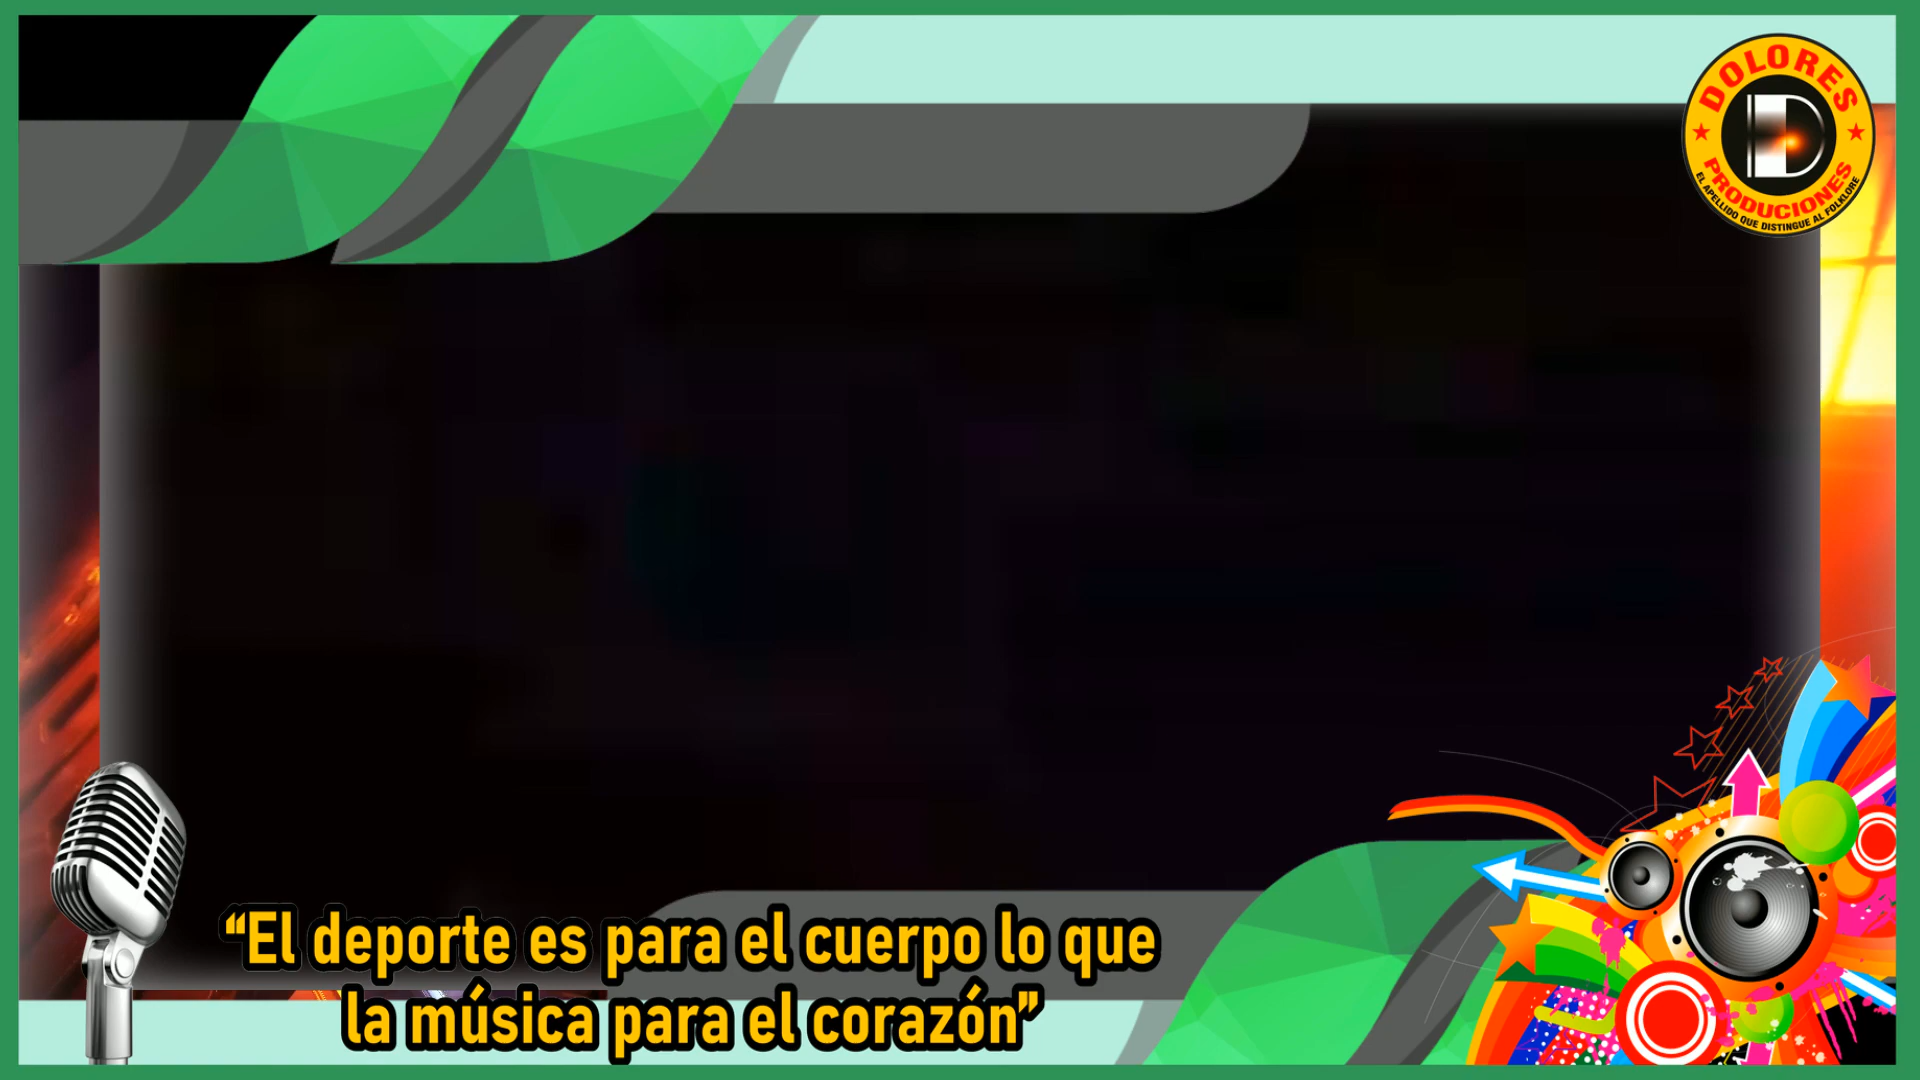 DOLORES
D
PRODUCIONES
EL APELLIDO QUE DISTINGUE AL FOLKLORE
“El deporte es para el cuerpo lo que
la música para el corazón”